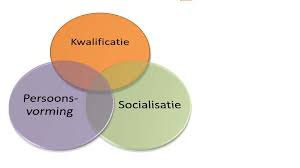 Kwalificatie
Persoons-
vorming
Socialisatie